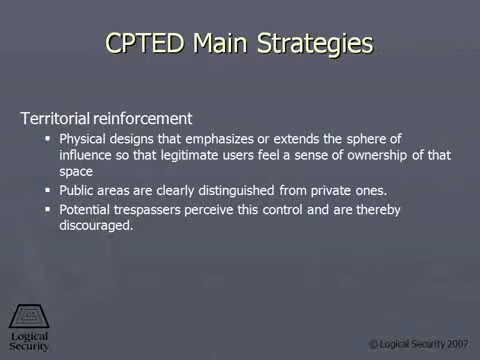 CPTED Main Strategies
Territorial reinforcement
▪ Physical designs that emphasizes or extends the sphere of
influence so that legitimate users feel a sense of ownership of that
space
▪ Public areas are clearly distinguished from private ones.
▪ Potential trespassers perceive this control and are thereby
discouraged.
Logical
Security
© Logical Security 2007